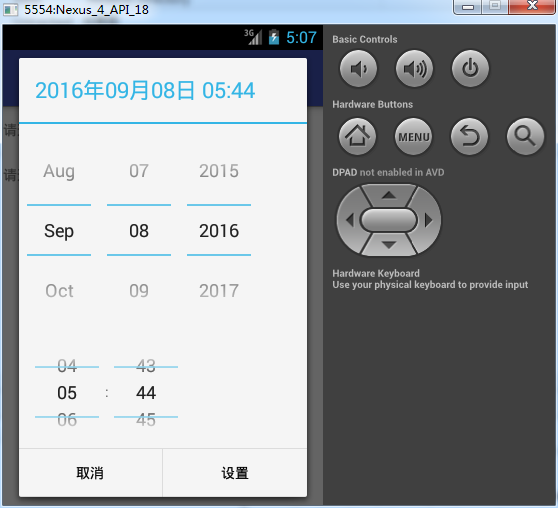 5554:Nexus_4_API_18
3G 5:07
2016年09月08日 05:44
请
请
Aug 07 2015
Sep 08 2016
Oct 09 2017
04 43
05 : 44
06 45
取消 设置
Basic Controls
Hardware Buttons
MENU
DPAD not enabled in AVD
Hardware Keyboard
Use your physical keyboard to provide input